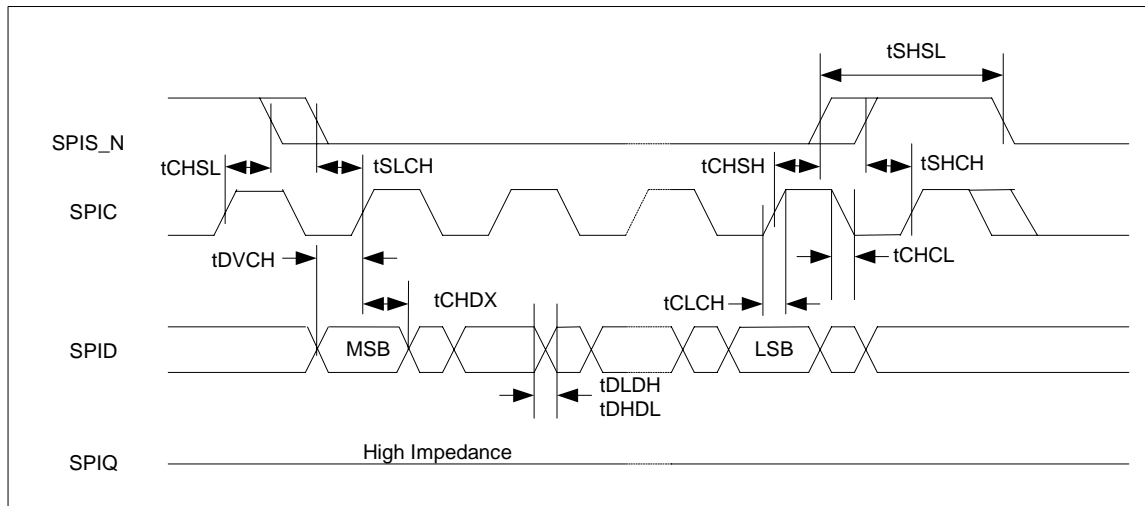 tSHSL
SPIS_N
tCHSL
tSLCH
tCHSH
tSHCH
SPIC
tDVCH
tCHCL
tCHDX
tCLCH
SPID
MSB
LSB
tDLDH
tDHDL
High Impedance
SPIQ